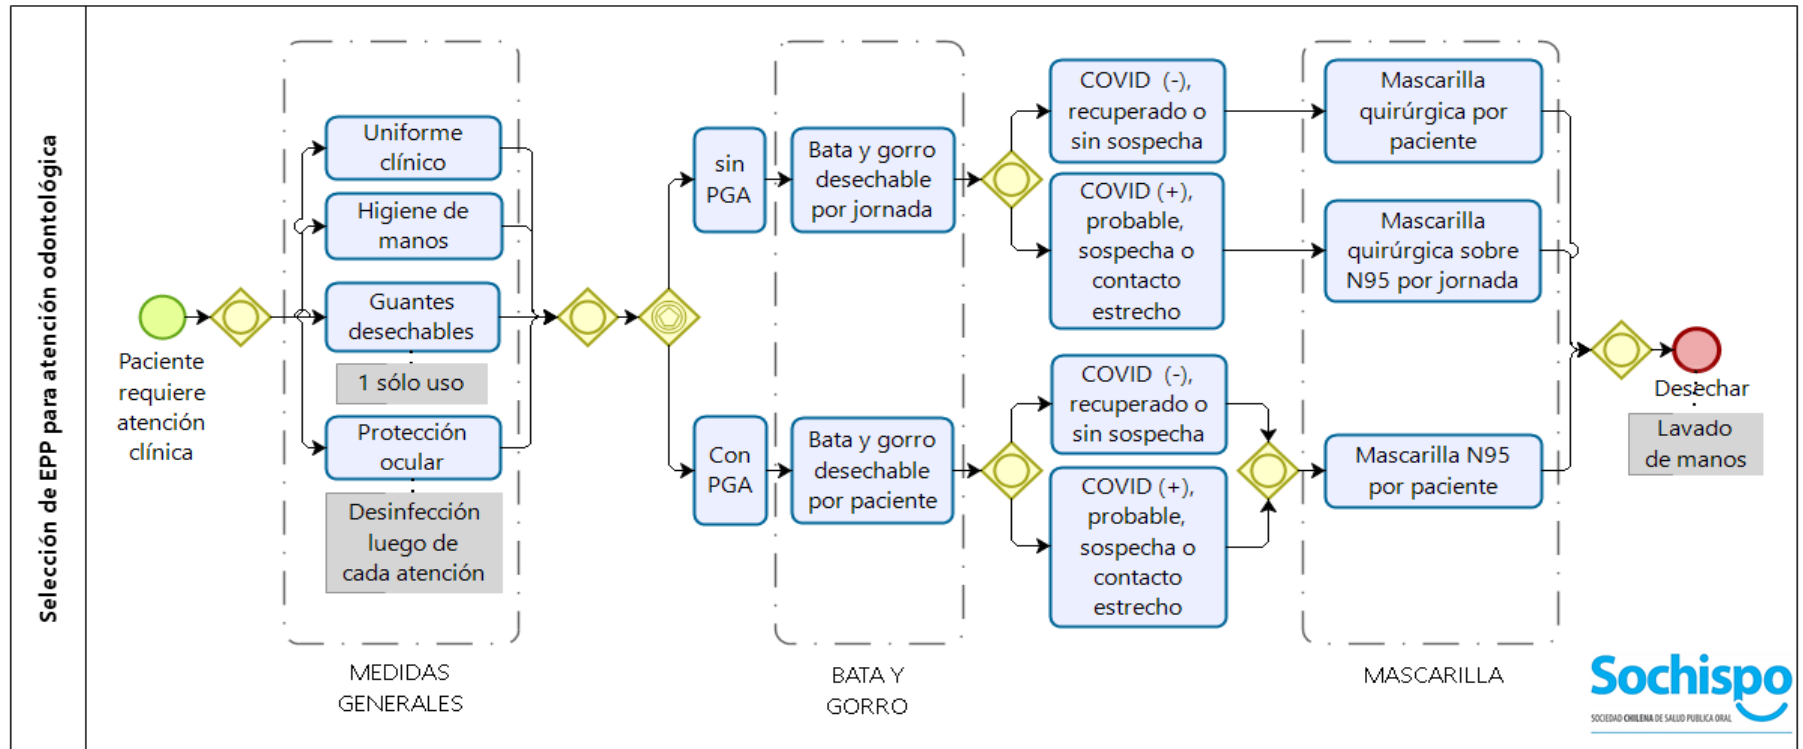 Selección de EPP para atención odontológica
Paciente
requiere
atención
clínica
Uniforme
clínico
Higiene de
manos
Guantes
desechables
1 sólo uso
Protección
ocular
Desinfección
luego de
cada atención
MEDIDAS
GENERALES
sin
PGA
Con
PGA
Bata y gorro
desechable
por jornada
Bata y gorro
desechable
por paciente
BATA Y
GORRO
COVID (-),
recuperado o
sin sospecha
COVID (+),
probable,
sospecha o
contacto
estrecho
COVID (-),
recuperado o
sin sospecha
COVID (+),
probable,
sospecha o
contacto
estrecho
Mascarilla
quirúrgica por
paciente
Mascarilla
quirúrgica sobre
N95 por jornada
Mascarilla N95
por paciente
MASCARILLA
Desechar
Lavado
de manos
Sochispo
SOCIEDAD CHILENA DE SALUD PUBLICA ORAL